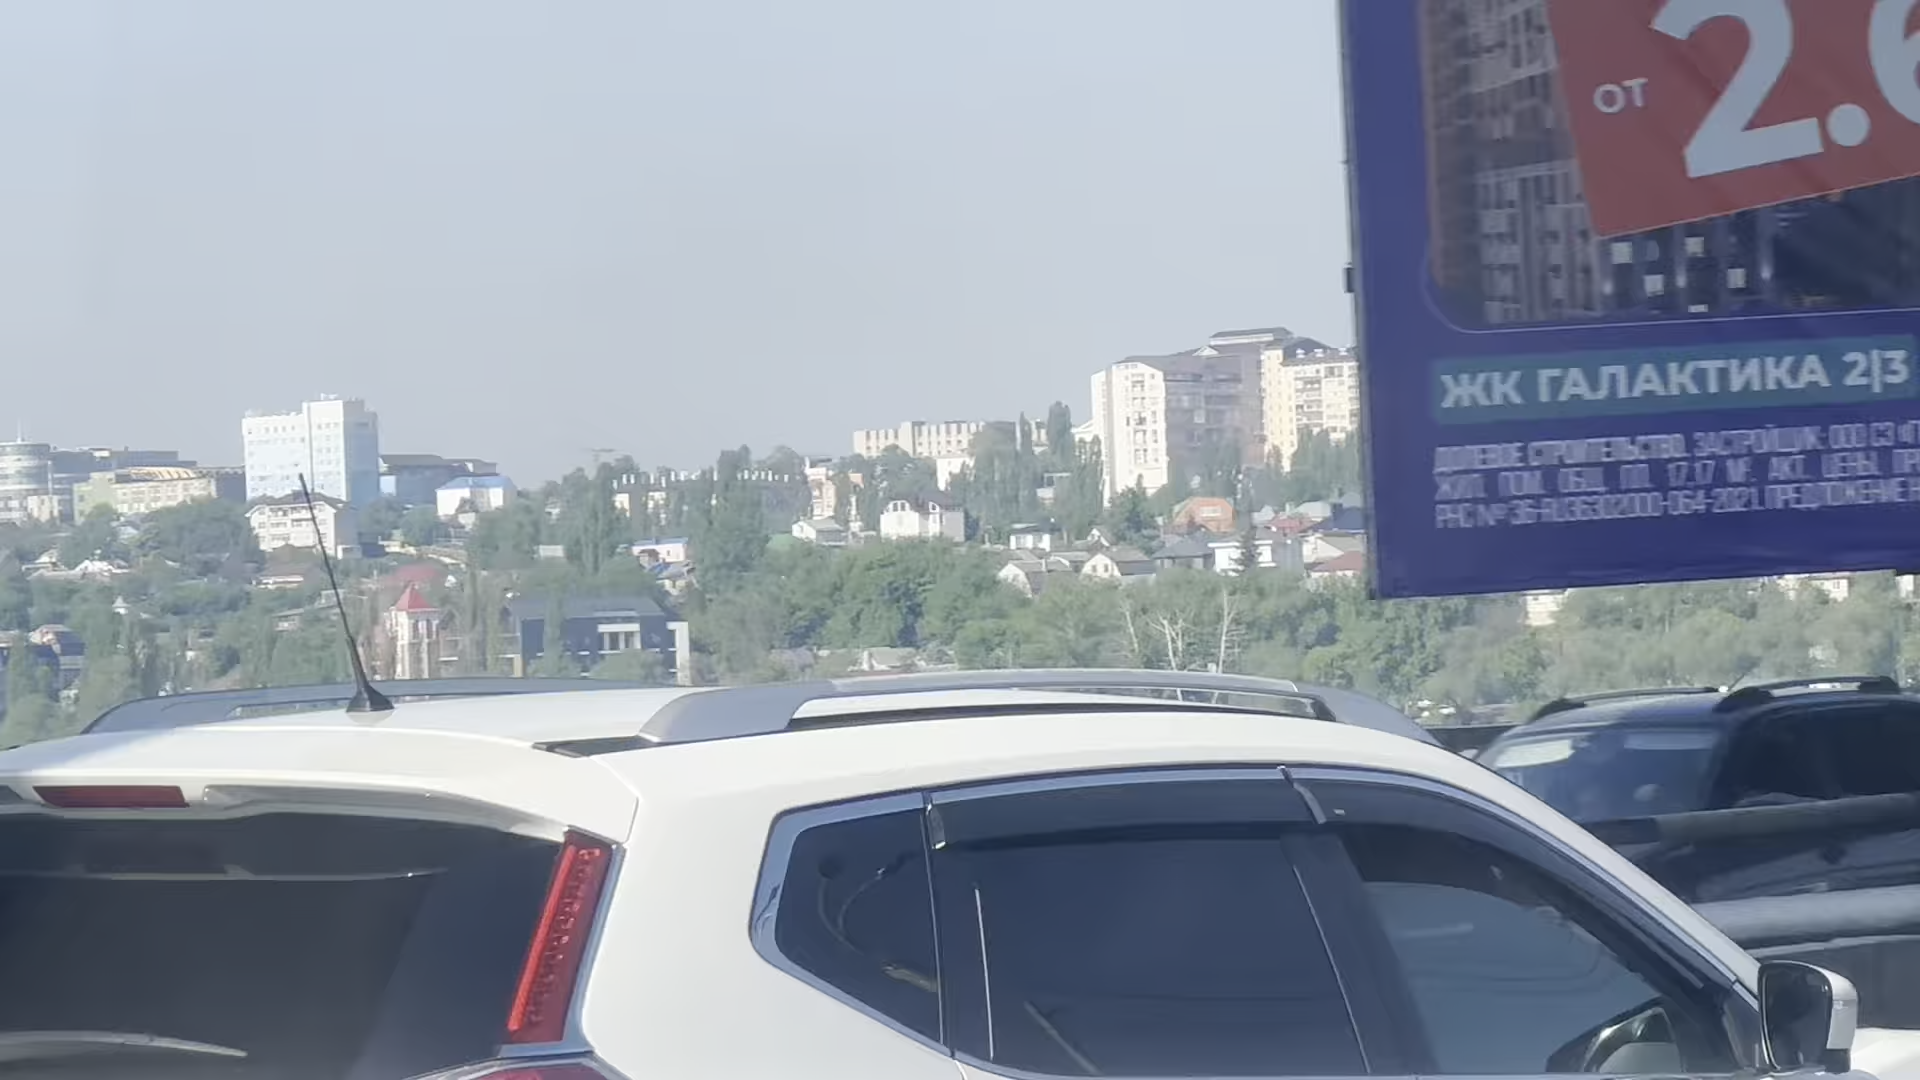 от 2.6
ЖК ГАЛАКТИКА 2|3
ДОЛЕВОЕ СТРОИТЕЛЬСТВО. ЗАСТРОЙЩИК: ООО СЗ
ЖИЛ. ПОМ. ОБЩ. ПЛ. 17,17 М². АКТ. ЦЕНЫ,
РНС № 36-RU36302000-064-2021. ПРЕДЛОЖЕНИЕ